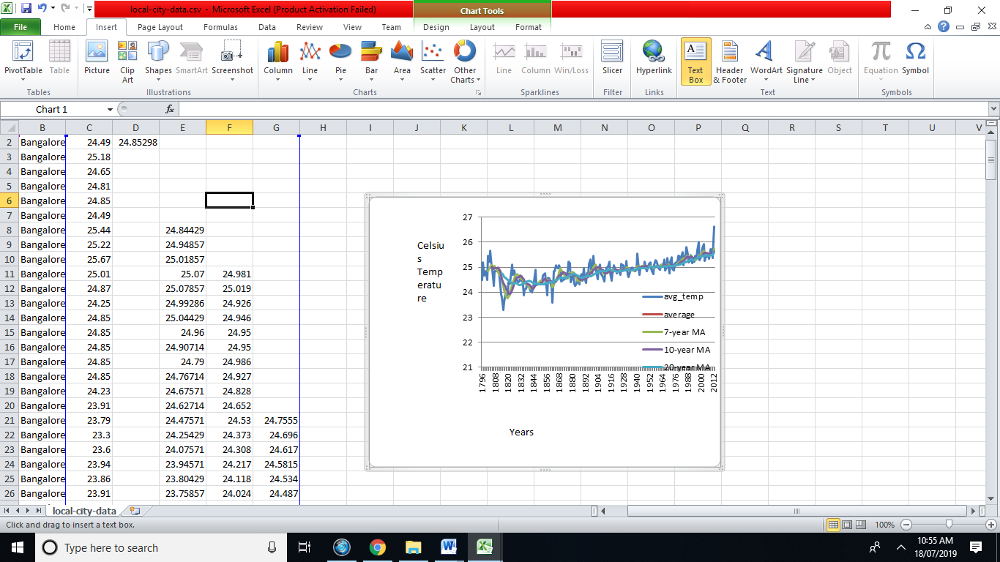 local-city-data.csv - Microsoft Excel (Product Activation Failed)
Chart Tools
File Home Insert Page Layout Formulas Data Review View Team Design Layout Format
PivotTable Table Picture Clip Art Shapes SmartArt Screenshot Column Line Pie Bar Area Scatter Other Charts Line Column Win/Loss Slicer Hyperlink Text Box Header & Footer WordArt Signature Line Object Equation Symbol
Tables Illustrations Charts Sparklines Filter Links Text Symbols
Chart 1 fx
B C D E F G H I J K L M N O P Q R S T U V
2 Bangalore 24.49 24.85298
3 Bangalore 25.18
4 Bangalore 24.65
5 Bangalore 24.81
6 Bangalore 24.85
7 Bangalore 24.49
8 Bangalore 25.44 24.84429
9 Bangalore 25.22 24.94857
10 Bangalore 25.67 25.01857
11 Bangalore 25.01 25.07 24.981
12 Bangalore 24.87 25.07857 25.019
13 Bangalore 24.25 24.99286 24.926
14 Bangalore 24.85 25.04429 24.946
15 Bangalore 24.85 24.96 24.95
16 Bangalore 24.85 24.90714 24.95
17 Bangalore 24.85 24.79 24.986
18 Bangalore 24.85 24.76714 24.927
19 Bangalore 24.23 24.67571 24.828
20 Bangalore 23.91 24.62714 24.652
21 Bangalore 23.79 24.47571 24.53 24.7555
22 Bangalore 23.3 24.25429 24.373 24.696
23 Bangalore 23.6 24.07571 24.308 24.617
24 Bangalore 23.94 23.94571 24.217 24.5815
25 Bangalore 23.86 23.80429 24.118 24.534
26 Bangalore 23.91 23.75857 24.024 24.487
Celsiu
s
Temp
eratu
re
27
26
25
24
23
22
21
avg_temp
average
7-year MA
10-year MA
20-year MA
1796 1808 1820 1832 1844 1856 1868 1880 1892 1904 1916 1928 1940 1952 1964 1976 1988 2000 2012
Years
local-city-data
Click and drag to insert a text box.
100%
Type here to search
10:55 AM
18/07/2019